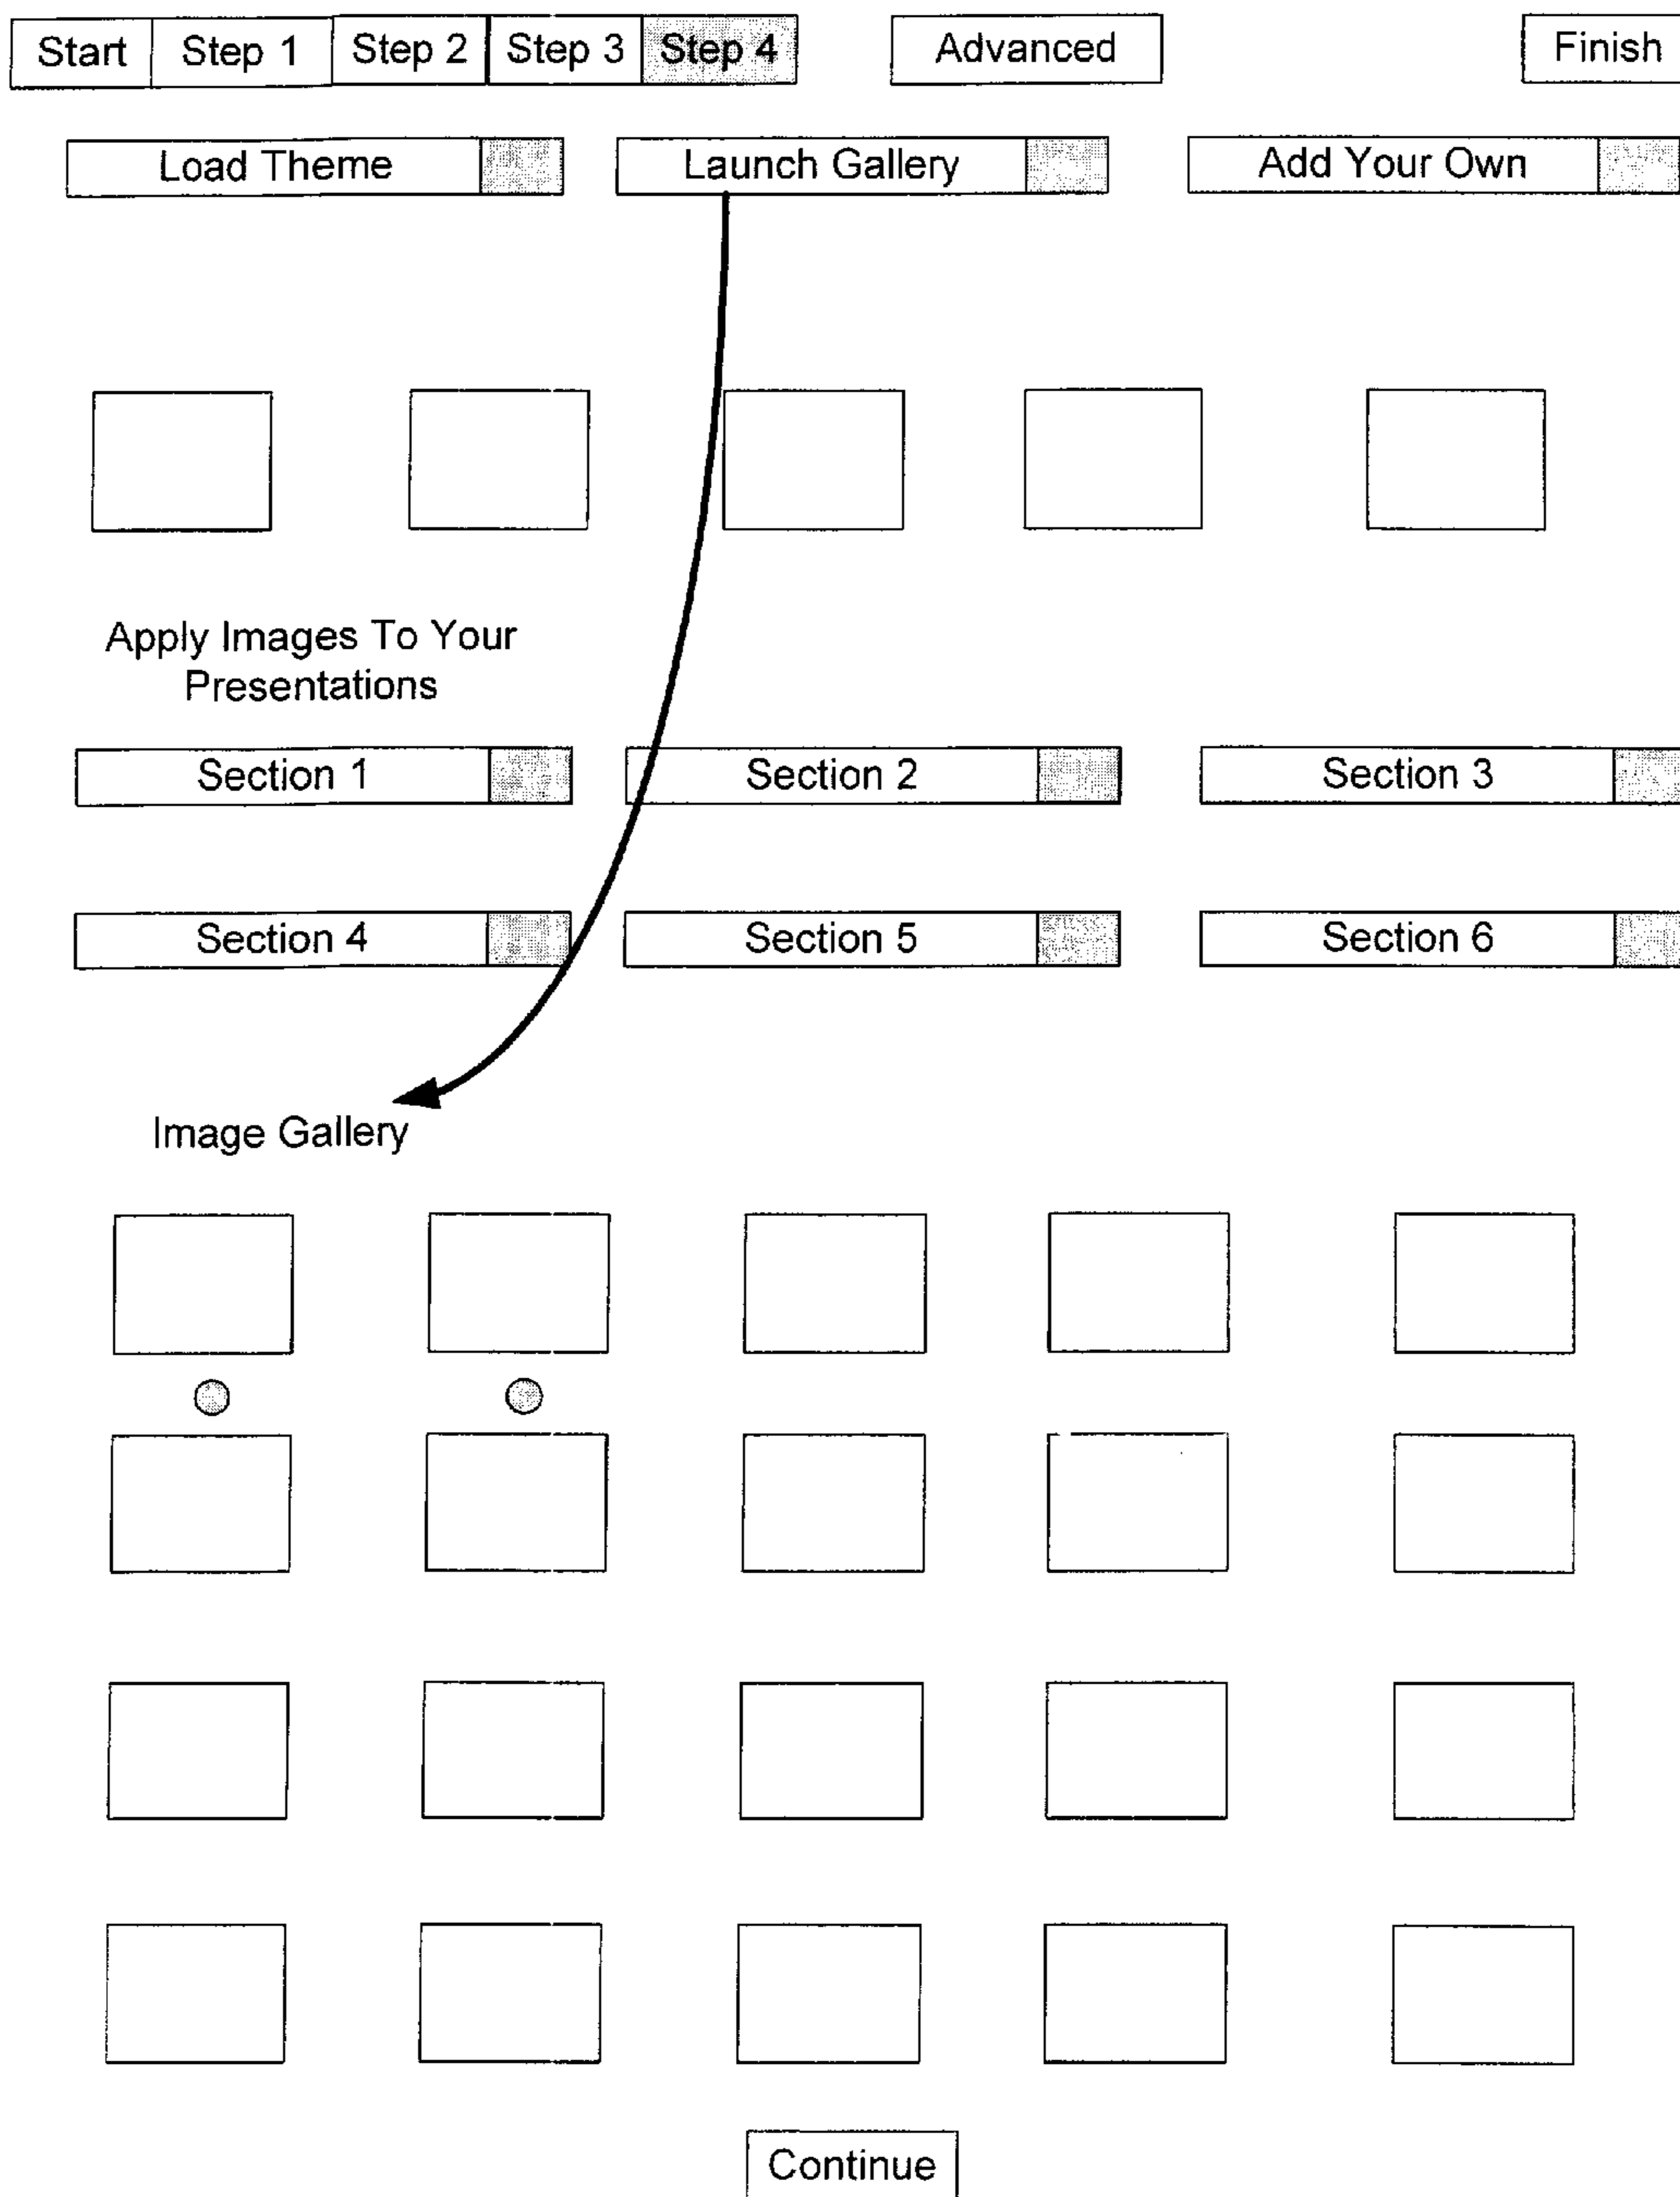 Start Step 1 Step 2 Step 3 Step 4 Advanced Finish
Load Theme Launch Gallery Add Your Own
Apply Images To Your
Presentations
Section 1 Section 2 Section 3
Section 4 Section 5 Section 6
Image Gallery
Continue